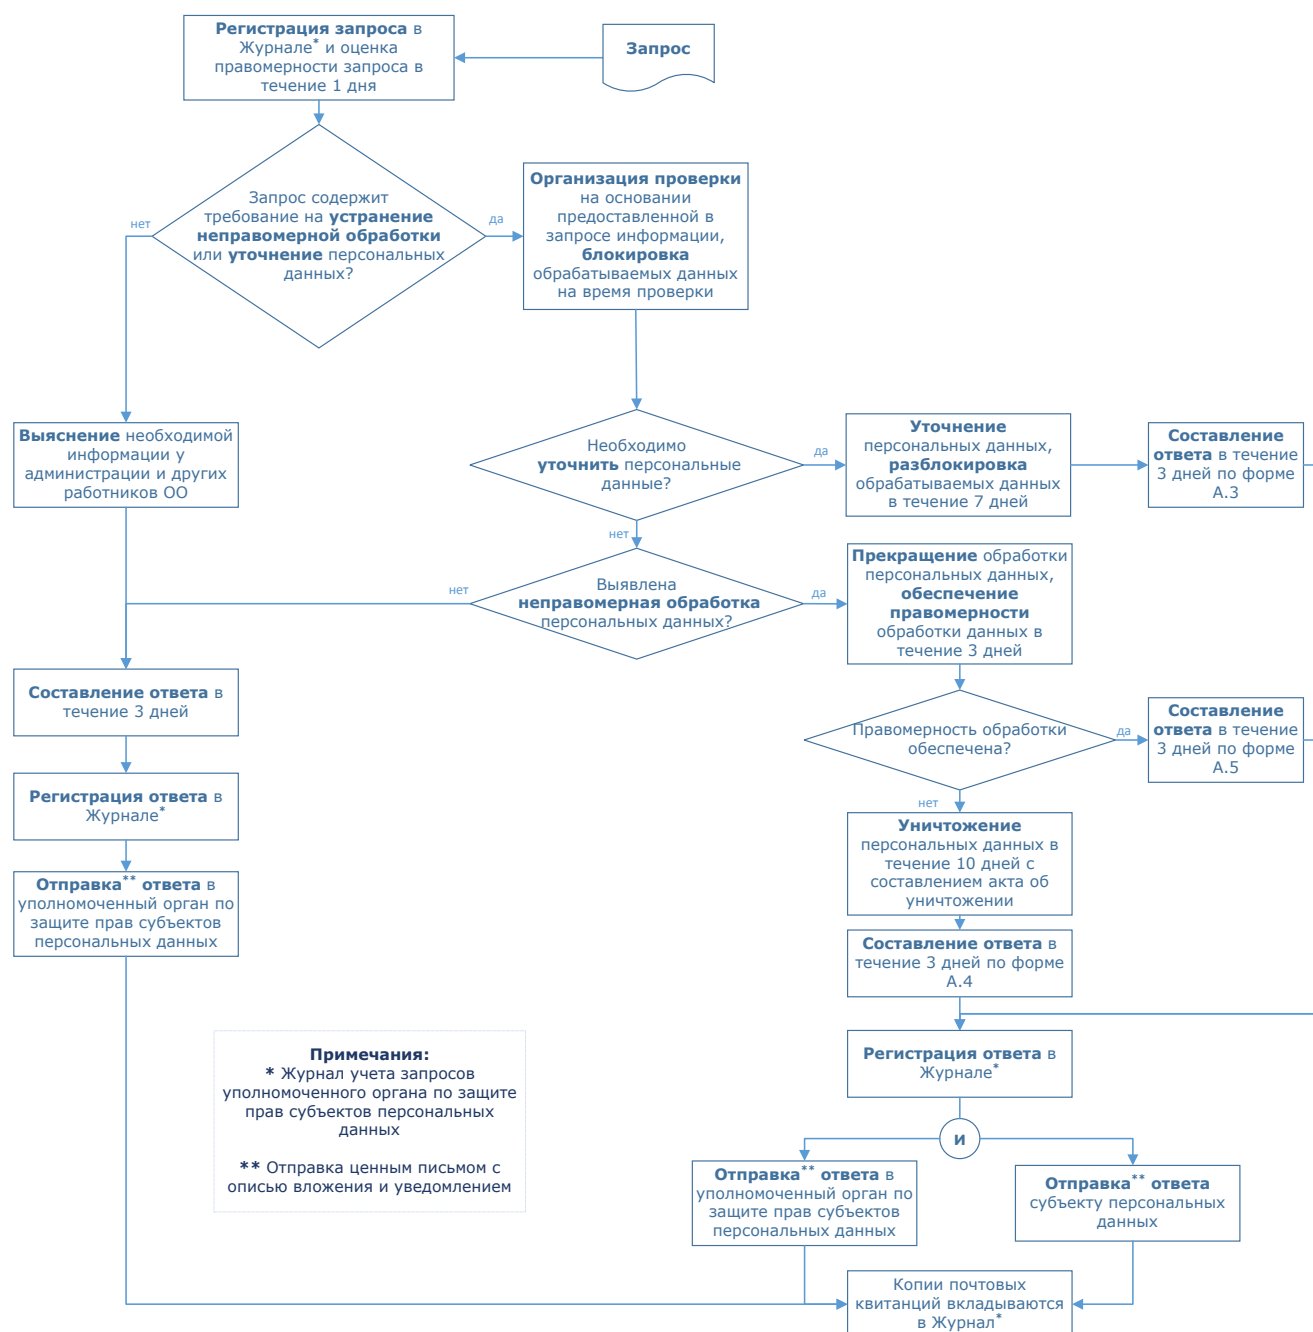 Регистрация запроса в
Журнале* и оценка
правомерности запроса в
течение 1 дня
Запрос
Запрос содержит
требование на устранение
неправомерной обработки
или уточнение персональных
данных?
нет
да
Организация проверки
на основании
предоставленной в
запросе информации,
блокировка
обрабатываемых данных
на время проверки
Выяснение необходимой
информации у
администрации и других
работников ОО
Необходимо
уточнить персональные
данные?
да
нет
Уточнение
персональных данных,
разблокировка
обрабатываемых данных
в течение 7 дней
Составление
ответа в течение
3 дней по форме
А.3
Выявлена
неправомерная обработка
персональных данных?
нет
да
Прекращение обработки
персональных данных,
обеспечение
правомерности
обработки данных в
течение 3 дней
Составление ответа в
течение 3 дней
Правомерность обработки
обеспечена?
да
нет
Составление
ответа в течение
3 дней по форме
А.5
Регистрация ответа в
Журнале*
Уничтожение
персональных данных в
течение 10 дней с
составлением акта об
уничтожении
Отправка** ответа в
уполномоченный орган по
защите прав субъектов
персональных данных
Составление ответа в
течение 3 дней по форме
А.4
Примечания:
* Журнал учета запросов
уполномоченного органа по защите
прав субъектов персональных
данных
** Отправка ценным письмом с
описью вложения и уведомлением
Регистрация ответа в
Журнале*
и
Отправка** ответа в
уполномоченный орган по
защите прав субъектов
персональных данных
Отправка** ответа
субъекту персональных
данных
Копии почтовых
квитанций вкладываются
в Журнал*